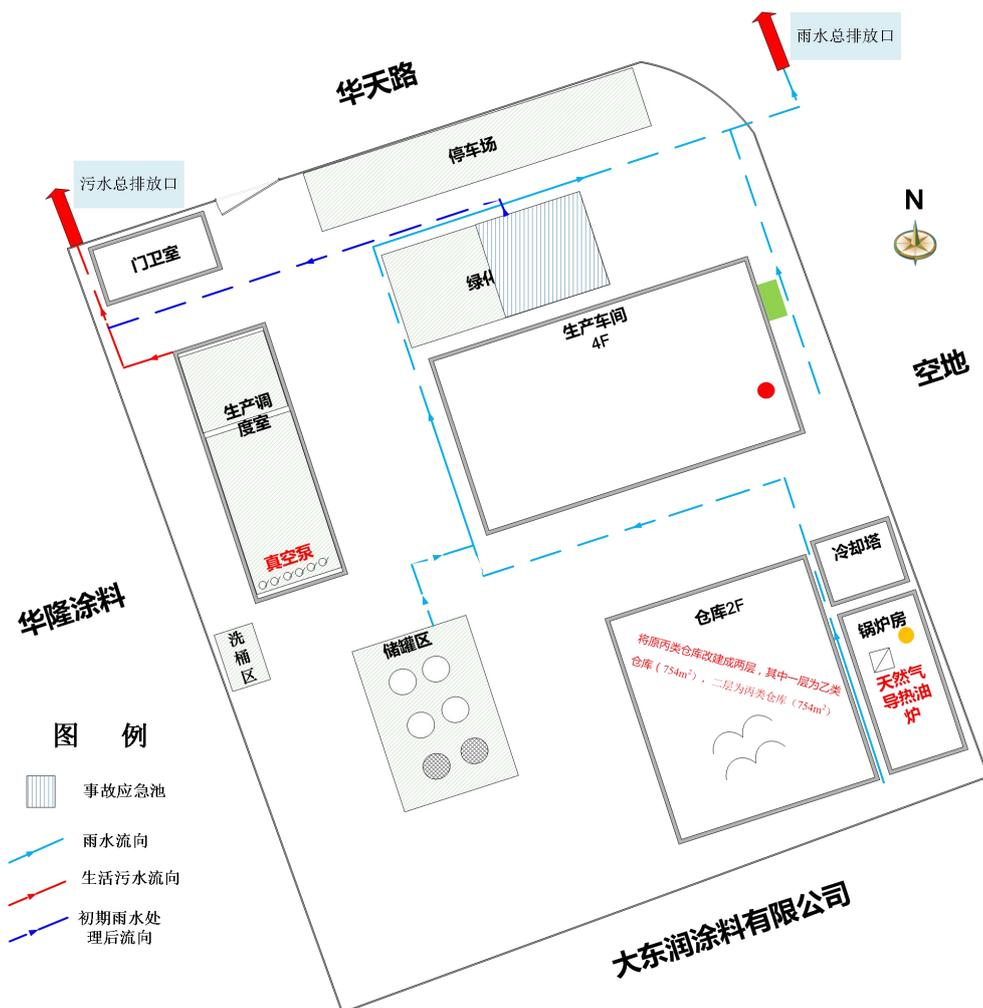 雨水总排放口
华天路
停车场
污水总排放口
门卫室
N
绿化
生产车间
4F
空地
生产调
度室
真空泵
冷却塔
华隆涂料
洗
桶
区
储罐区
仓库2F
锅炉房
将原丙类仓库改建成两层，其中一层为乙类
仓库（754m²），二层为丙类仓库（754m²）
天然气
导热油
炉
图 例
事故应急池
雨水流向
生活污水流向
初期雨水处
理后流向
大东润涂料有限公司